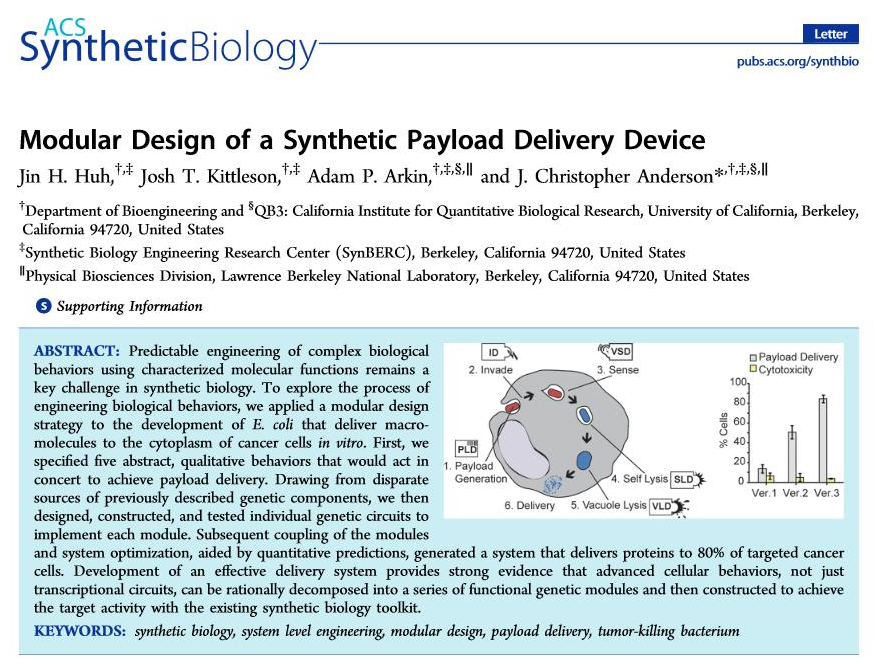 ACS
SyntheticBiology
Letter
pubs.acs.org/synthbio
Modular Design of a Synthetic Payload Delivery Device
Jin H. Huh,†,‡ Josh T. Kittleson,†,‡ Adam P. Arkin,†,‡,§,∥ and J. Christopher Anderson*,†,‡,§,∥
†Department of Bioengineering and §QB3: California Institute for Quantitative Biological Research, University of California, Berkeley,
California 94720, United States
‡Synthetic Biology Engineering Research Center (SynBERC), Berkeley, California 94720, United States
∥Physical Biosciences Division, Lawrence Berkeley National Laboratory, Berkeley, California 94720, United States
S Supporting Information
ABSTRACT: Predictable engineering of complex biological
behaviors using characterized molecular functions remains a
key challenge in synthetic biology. To explore the process of
engineering biological behaviors, we applied a modular design
strategy to the development of E. coli that deliver macro-
molecules to the cytoplasm of cancer cells in vitro. First, we
specified five abstract, qualitative behaviors that would act in
concert to achieve payload delivery. Drawing from disparate
sources of previously described genetic components, we then
designed, constructed, and tested individual genetic circuits to
implement each module. Subsequent coupling of the modules
and system optimization, aided by quantitative predictions, generated a system that delivers proteins to 80% of targeted cancer
cells. Development of an effective delivery system provides strong evidence that advanced cellular behaviors, not just
transcriptional circuits, can be rationally decomposed into a series of functional genetic modules and then constructed to achieve
the target activity with the existing synthetic biology toolkit.
KEYWORDS: synthetic biology, system level engineering, modular design, payload delivery, tumor-killing bacterium
ID
2. Invade
VSD
3. Sense
PLD
1. Payload
Generation
4. Self Lysis
SLD
5. Vacuole Lysis
VLD
6. Delivery
Payload Delivery
Cytotoxicity
% Cells
100
80
60
40
20
0
Ver.1
Ver.2
Ver.3